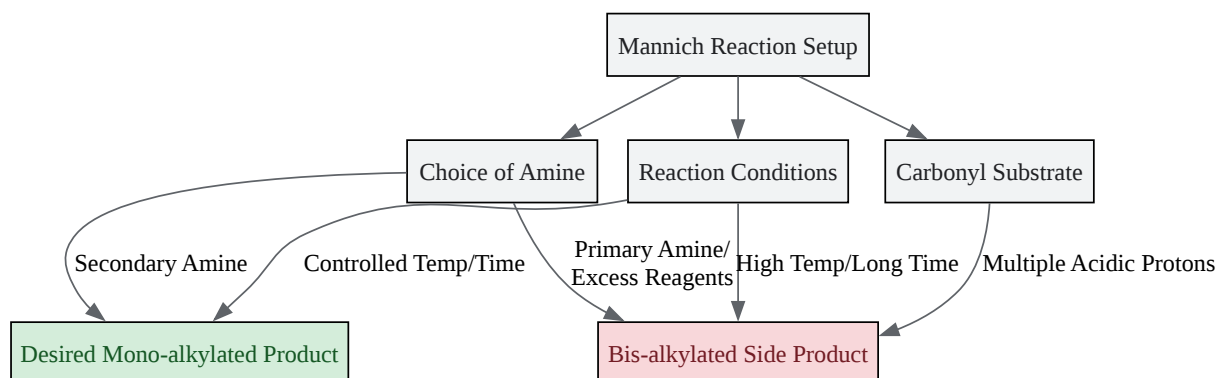 Mannich Reaction Setup
Choice of Amine
Reaction Conditions
Carbonyl Substrate
Secondary Amine
Controlled Temp/Time
Primary Amine/
Excess Reagents
High Temp/Long Time
Multiple Acidic Protons
Desired Mono-alkylated Product
Bis-alkylated Side Product